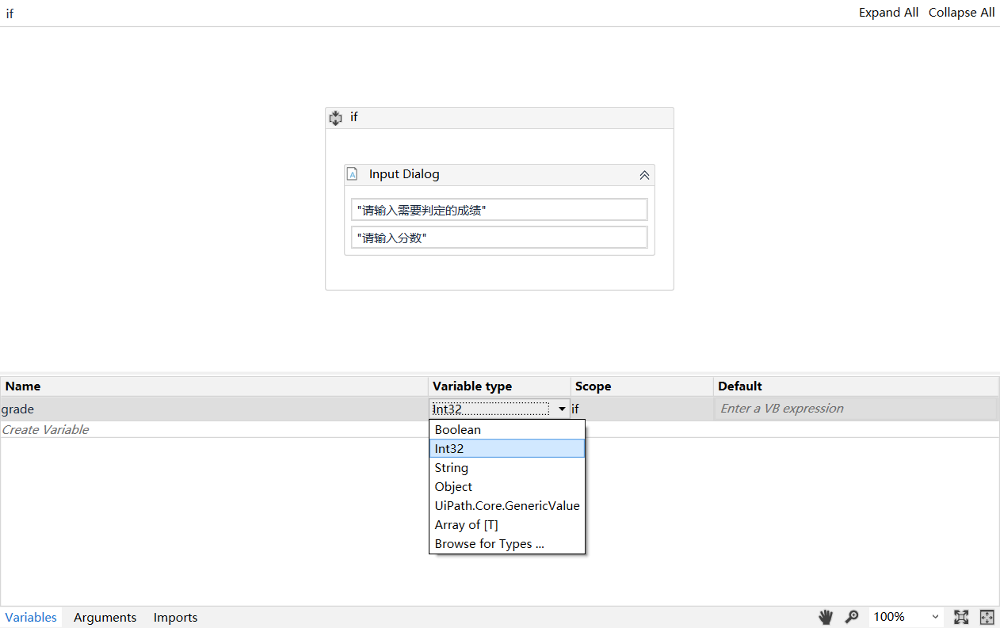 if
Expand All Collapse All
if
Input Dialog
"请输入需要判定的成绩"
"请输入分数"
Name Variable type Scope Default
grade Int32 if Enter a VB expression
Create Variable
Boolean
Int32
String
Object
UiPath.Core.GenericValue
Array of [T]
Browse for Types ...
Variables Arguments Imports 100%